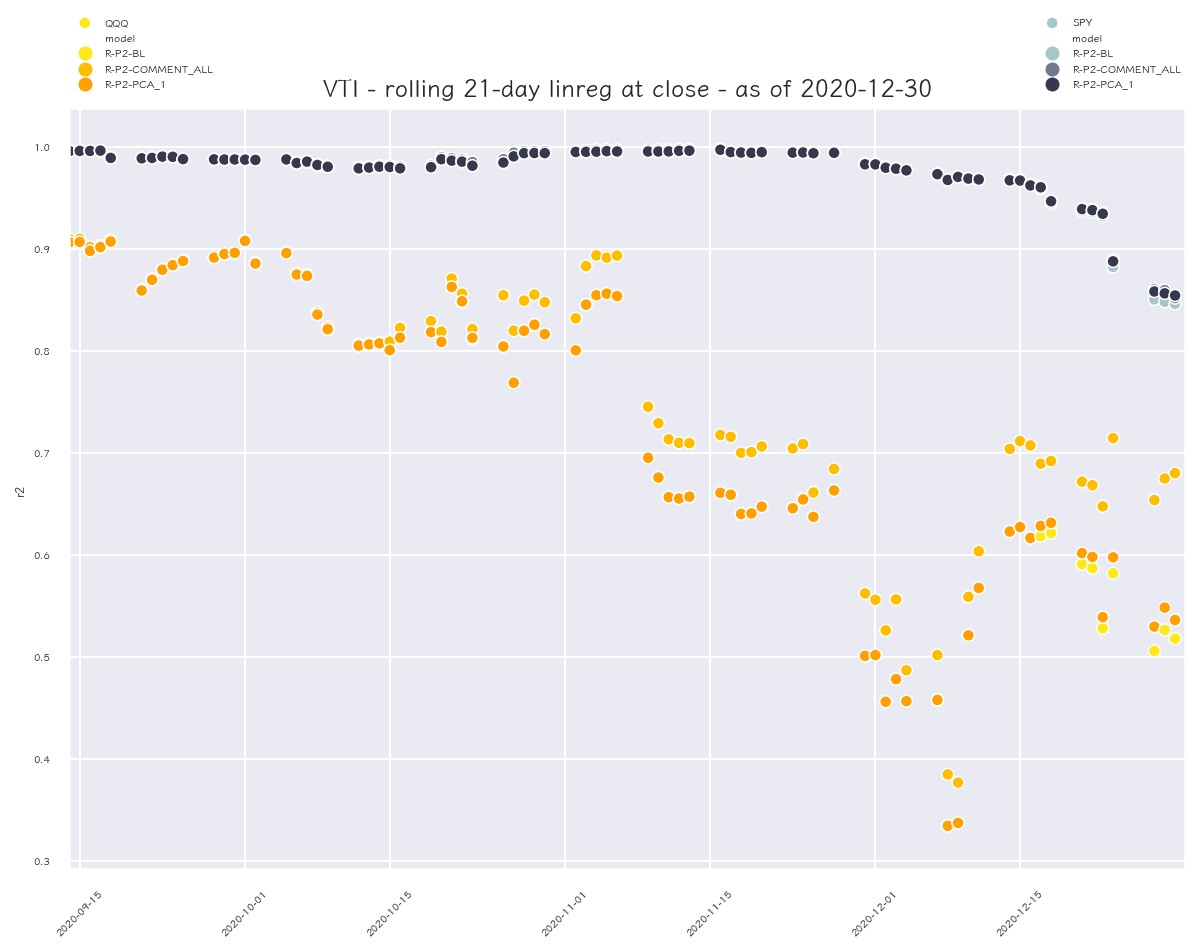 QQQ
model
R-P2-BL
R-P2-COMMENT_ALL
R-P2-PCA_1
SPY
model
R-P2-BL
R-P2-COMMENT_ALL
R-P2-PCA_1
VTI - rolling 21-day linreg at close - as of 2020-12-30
1.0
0.9
0.8
0.7
0.6
0.5
0.4
0.3
r2
2020-09-15
2020-10-01
2020-10-15
2020-11-01
2020-11-15
2020-12-01
2020-12-15